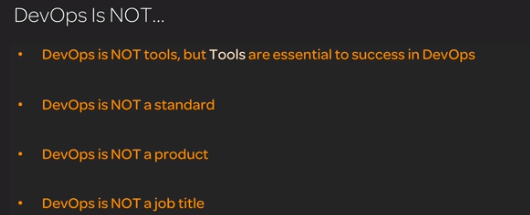 DevOps Is NOT...
• DevOps is NOT tools, but Tools are essential to success in DevOps
• DevOps is NOT a standard
• DevOps is NOT a product
• DevOps is NOT a job title